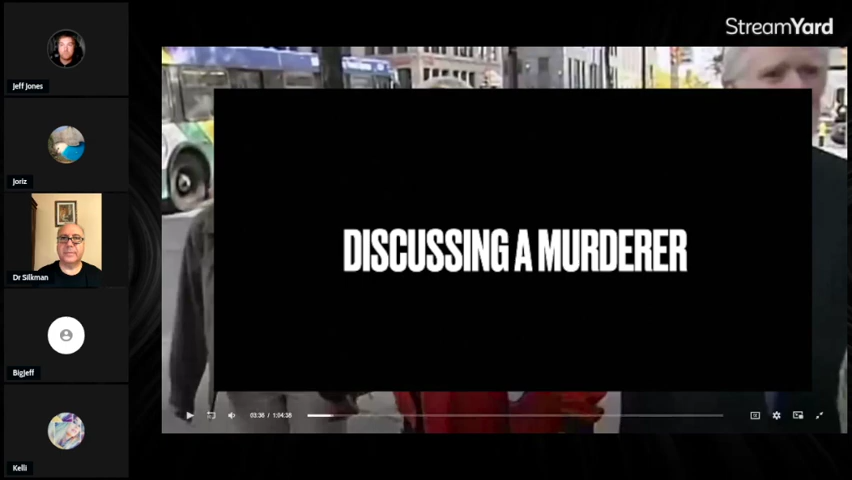 StreamYard
Jeff Jones
Joriz
Dr Silkman
BigJeff
Kelli
DISCUSSING A MURDERER
03:36 / 1:04:38